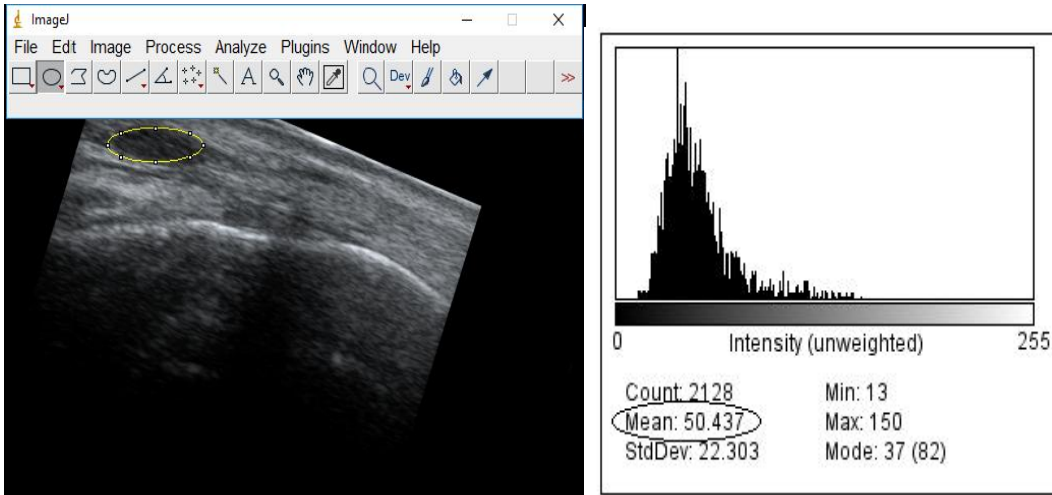 ImageJ
File Edit Image Process Analyze Plugins Window Help
A Dev >>
0 Intensity (unweighted) 255
Count: 2128 Min: 13
Mean: 50.437 Max: 150
StdDev: 22.303 Mode: 37 (82)